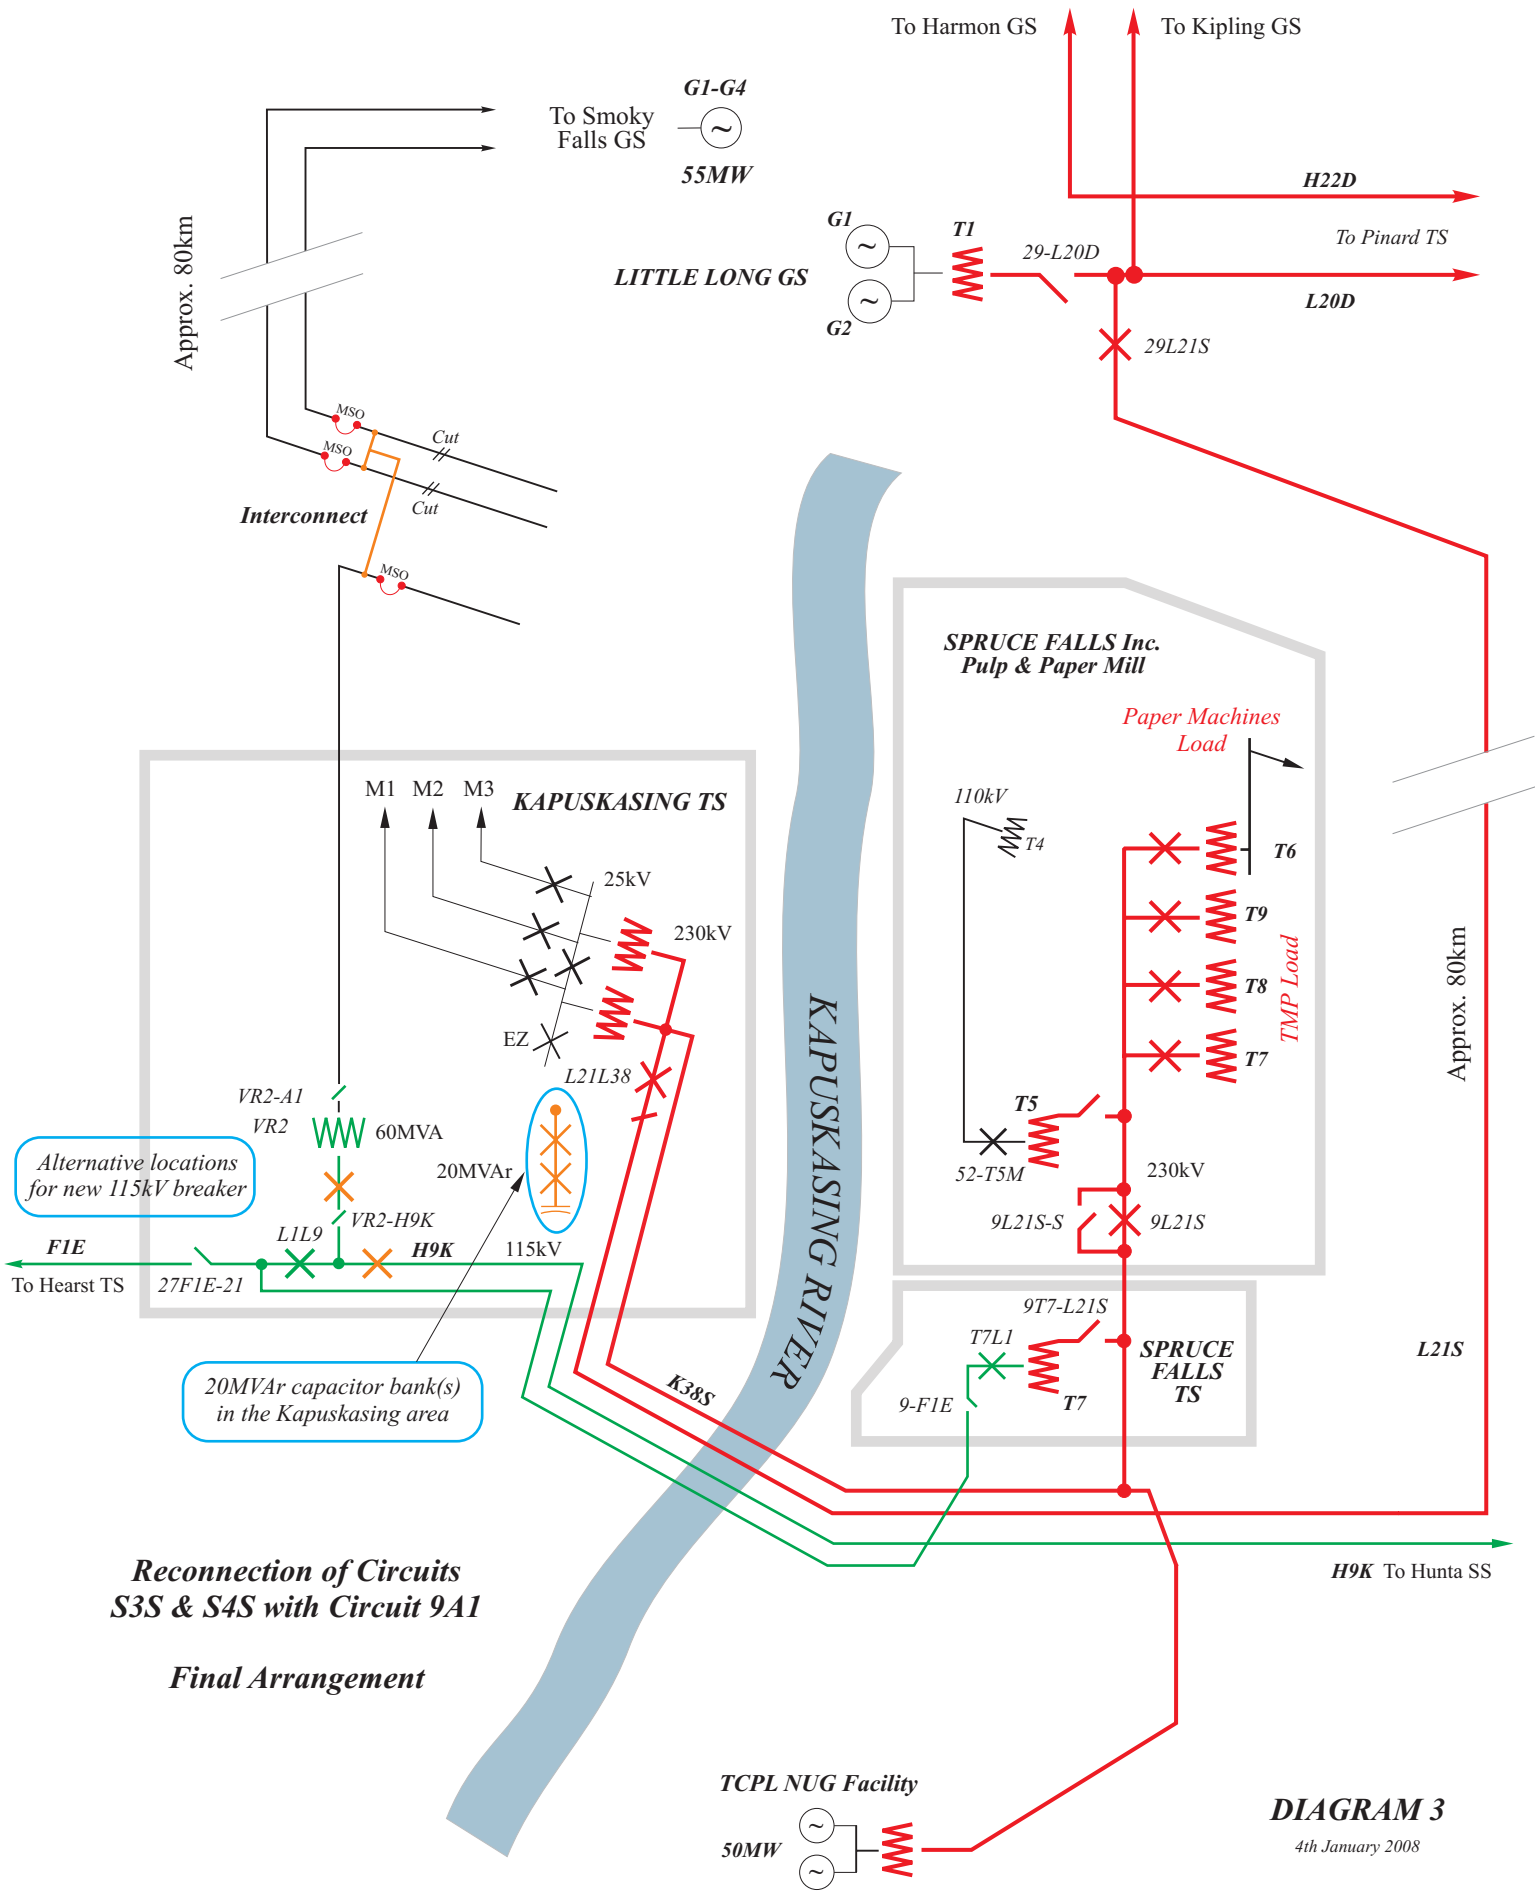 To Harmon GS
To Kipling GS
G1-G4
To Smoky
Falls GS
55MW
H22D
To Pinard TS
L20D
G1
T1
29-L20D
LITTLE LONG GS
G2
29L21S
Approx. 80km
MSO
Cut
MSO
Cut
Interconnect
MSO
SPRUCE FALLS Inc.
Pulp & Paper Mill
Paper Machines
Load
110kV
T4
T6
T9
T8
T7
TMP Load
T5
52-T5M
230kV
9L21S-S
9L21S
Approx. 80km
M1
M2
M3
KAPUSKASING TS
25kV
230kV
EZ
L21L38
VR2-A1
VR2
60MVA
20MVAr
Alternative locations
for new 115kV breaker
VR2-H9K
L1L9
F1E
H9K
115kV
To Hearst TS
27F1E-21
KAPUSKASING RIVER
9T7-L21S
T7L1
SPRUCE
FALLS
TS
9-F1E
T7
L21S
K38S
20MVAr capacitor bank(s)
in the Kapuskasing area
H9K To Hunta SS
Reconnection of Circuits
S3S & S4S with Circuit 9A1
Final Arrangement
TCPL NUG Facility
50MW
DIAGRAM 3
4th January 2008